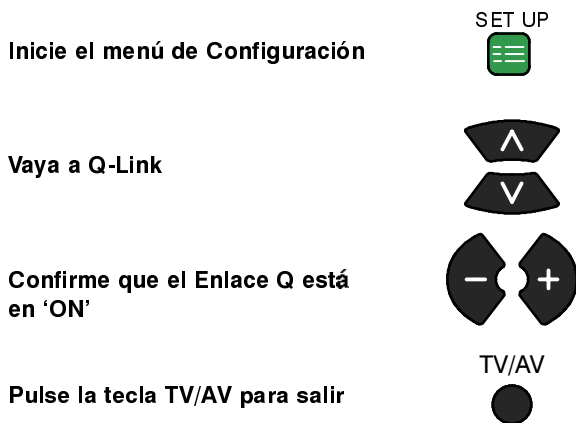 SET UP
Inicie el menú de Configuración
Vaya a Q-Link
Confirme que el Enlace Q está
en ‘ON’
TV/AV
Pulse la tecla TV/AV para salir